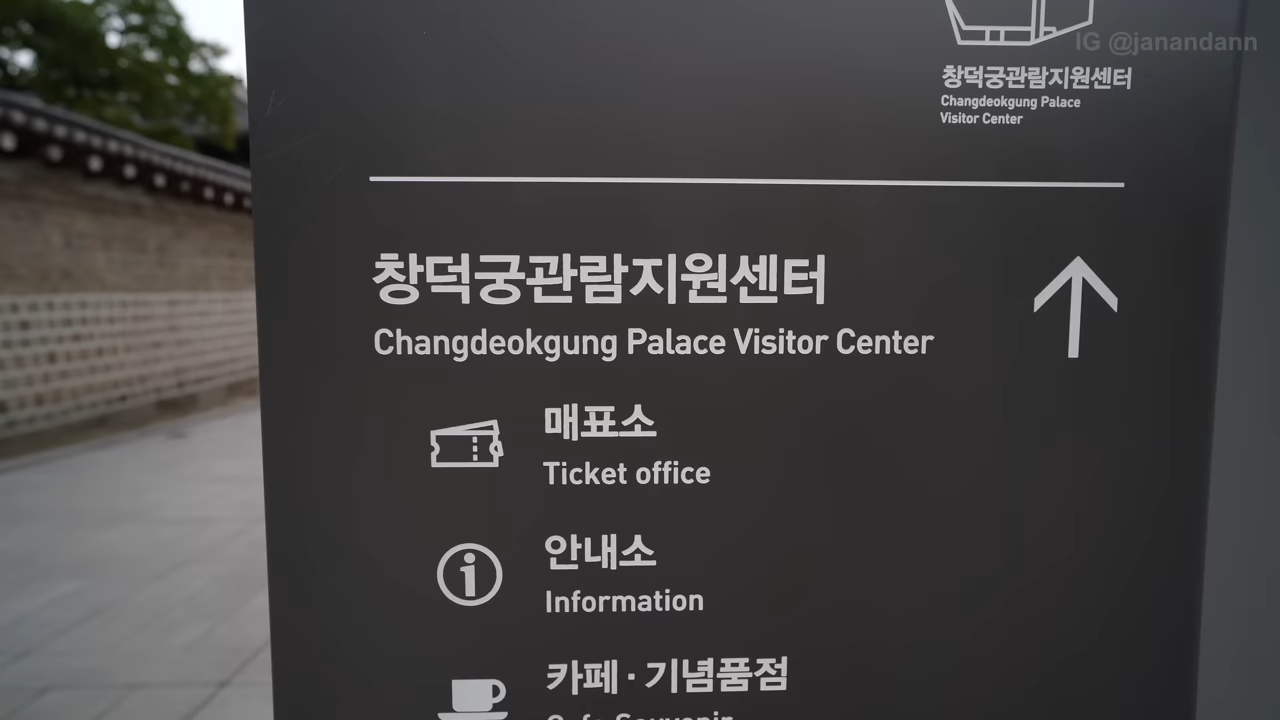 IG @janandann
창덕궁관람지원센터
Changdeokgung Palace
Visitor Center
창덕궁관람지원센터
Changdeokgung Palace Visitor Center
매표소
Ticket office
안내소
Information
카페 · 기념품점
Cafe·Souvenir